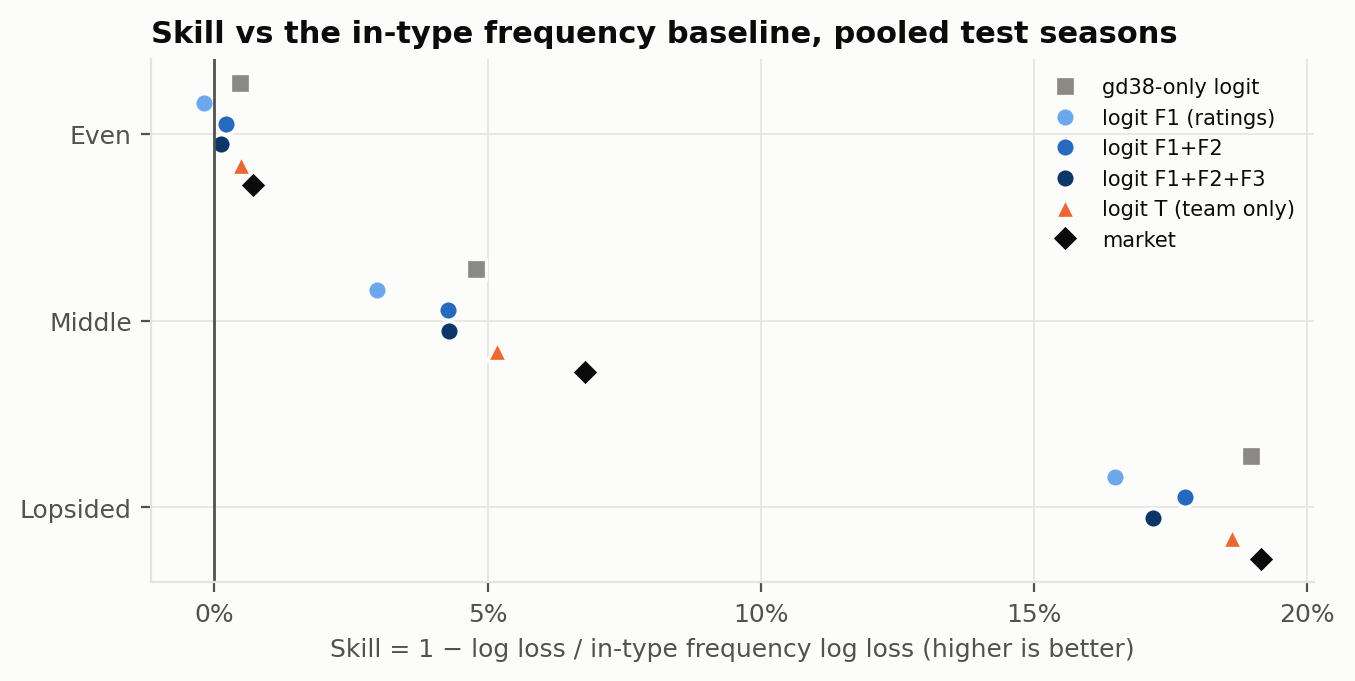 Skill vs the in-type frequency baseline, pooled test seasons
gd38-only logit
logit F1 (ratings)
logit F1+F2
logit F1+F2+F3
logit T (team only)
market
Even
Middle
Lopsided
0%
5%
10%
15%
20%
Skill = 1 − log loss / in-type frequency log loss (higher is better)